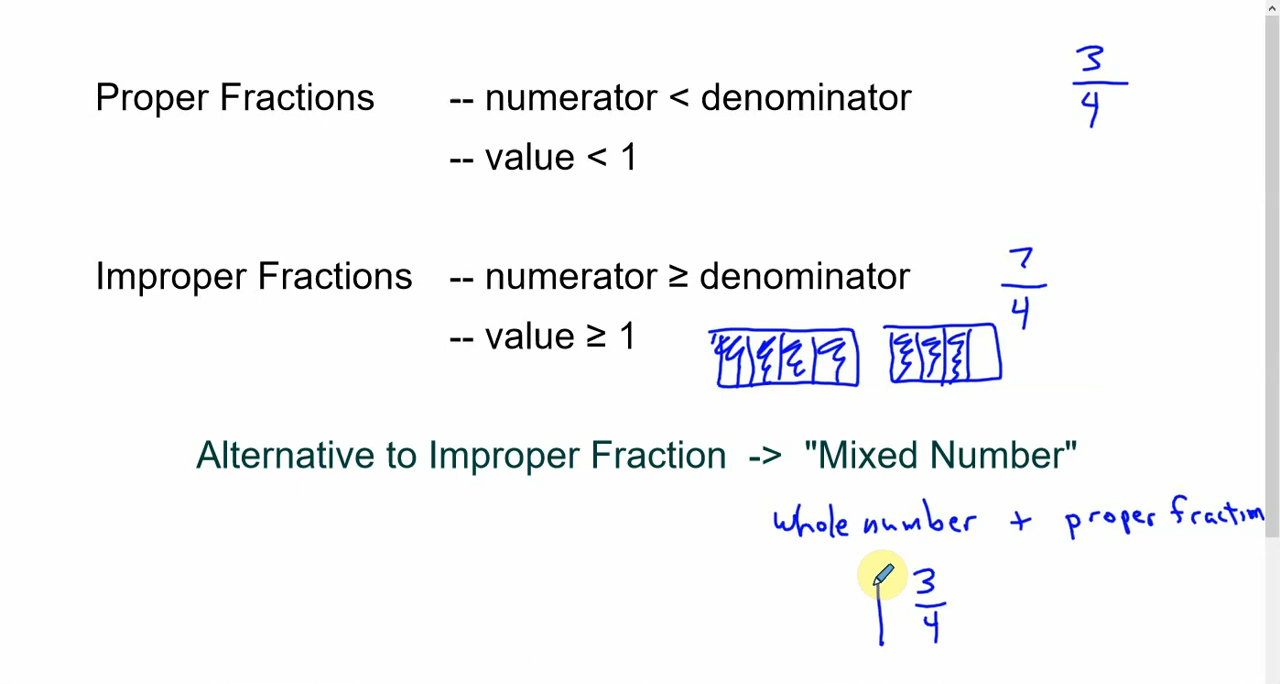 Proper Fractions -- numerator < denominator 3/4
-- value < 1
Improper Fractions -- numerator ≥ denominator 7/4
-- value ≥ 1
Alternative to Improper Fraction -> "Mixed Number"
whole number + proper fraction
1 3/4